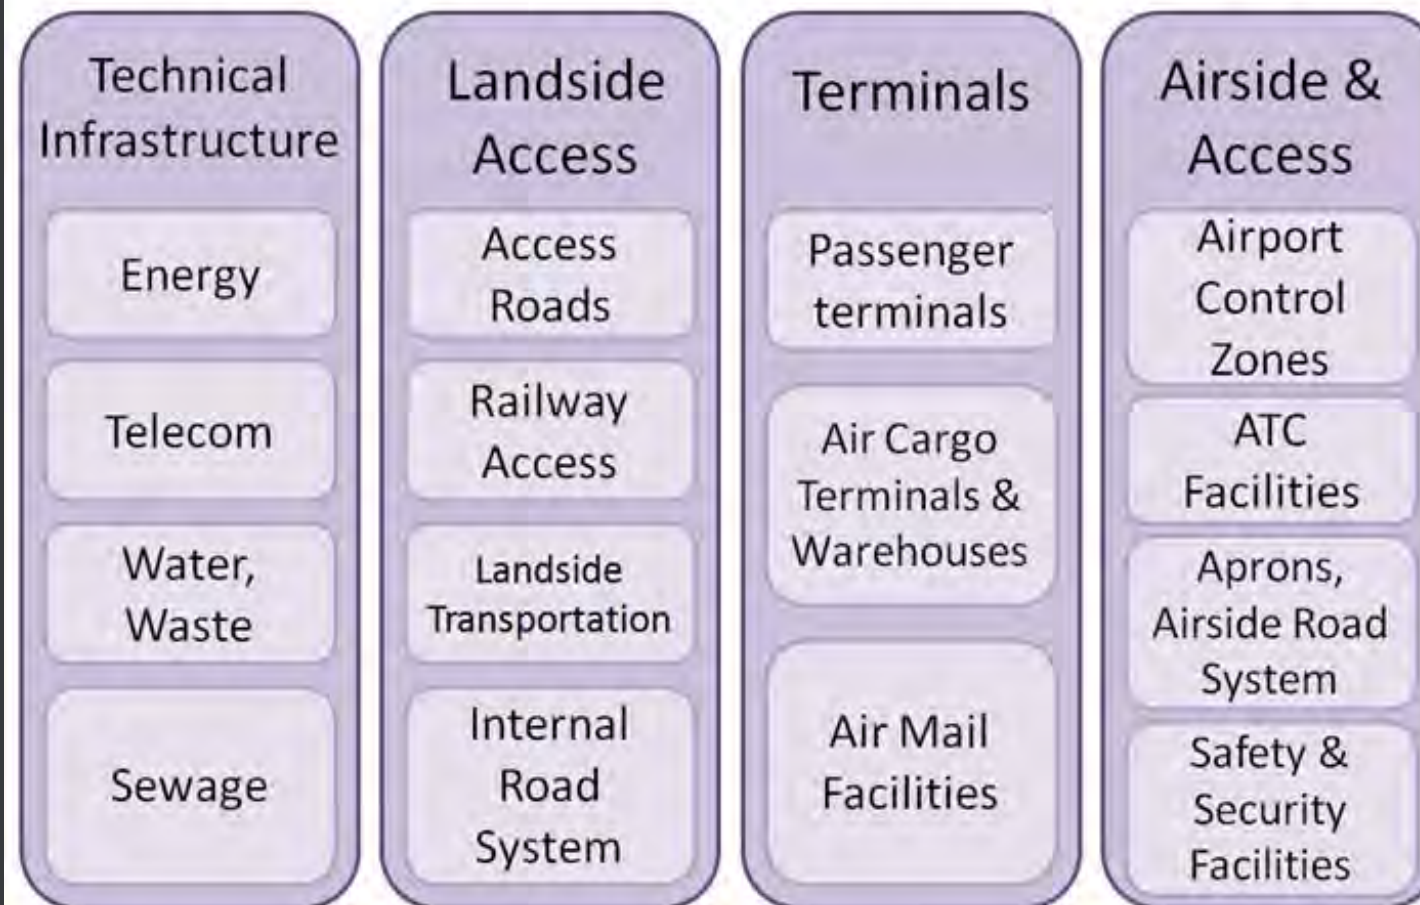 Technical
Infrastructure
Energy
Telecom
Water,
Waste
Sewage
Landside
Access
Access
Roads
Railway
Access
Landside
Transportation
Internal
Road
System
Terminals
Passenger
terminals
Air Cargo
Terminals &
Warehouses
Air Mail
Facilities
Airside &
Access
Airport
Control
Zones
ATC
Facilities
Aprons,
Airside Road
System
Safety &
Security
Facilities